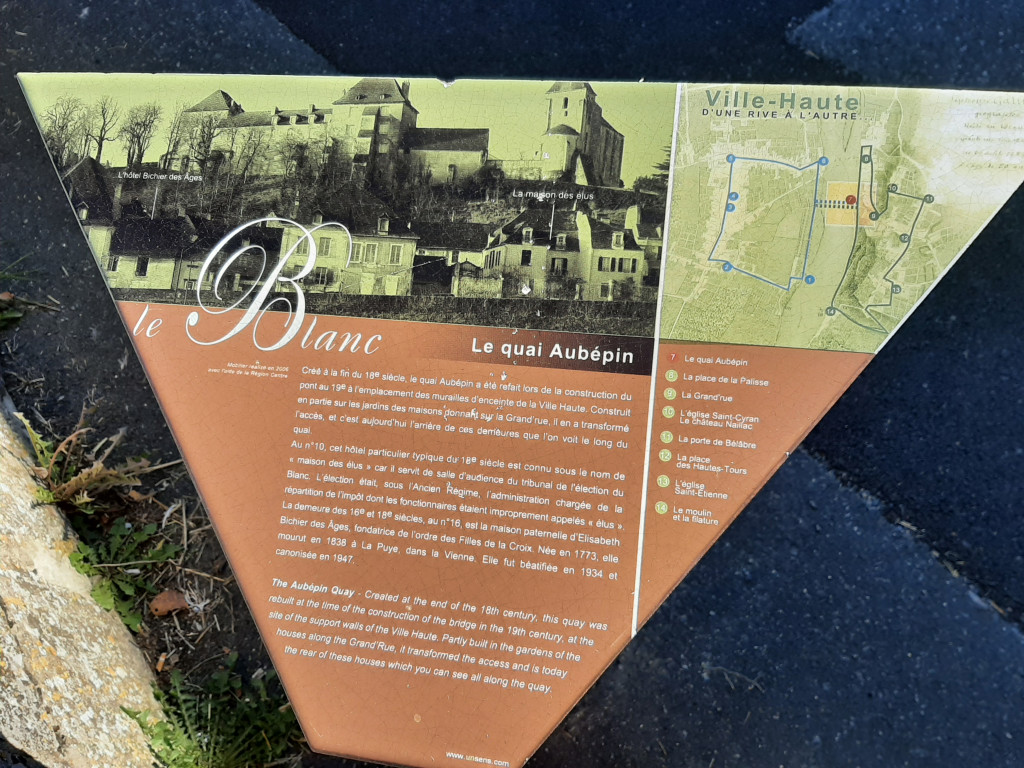 L'hôtel Bichier des Âges
La maison des élus
le Blanc
Mobilier réalisé en 2006
avec l'aide de la Région Centre
Le quai Aubépin
Créé à la fin du 18e siècle, le quai Aubépin a été refait lors de la construction du
pont au 19e à l'emplacement des murailles d'enceinte de la Ville Haute. Construit
en partie sur les jardins des maisons donnant sur la Grand'rue, il en a transformé
l'accès, et c'est aujourd'hui l'arrière de ces demeures que l'on voit le long du
quai.
Au n°10, cet hôtel particulier typique du 18e siècle est connu sous le nom de
« maison des élus » car il servit de salle d'audience du tribunal de l'élection du
Blanc. L'élection était, sous l'Ancien Régime, l'administration chargée de la
répartition de l'impôt dont les fonctionnaires étaient improprement appelés « élus ».
La demeure des 16e et 18e siècles, au n°16, est la maison paternelle d'Elisabeth
Bichier des Âges, fondatrice de l'ordre des Filles de la Croix. Née en 1773, elle
mourut en 1838 à La Puye, dans la Vienne. Elle fut béatifiée en 1934 et
canonisée en 1947.
The Aubépin Quay - Created at the end of the 18th century, this quay was
rebuilt at the time of the construction of the bridge in the 19th century, at the
site of the support walls of the Ville Haute. Partly built in the gardens of the
houses along the Grand'Rue, it transformed the access and is today
the rear of these houses which you can see all along the quay.
www.unsens.com
Ville-Haute
D'UNE RIVE À L'AUTRE...
7 Le quai Aubépin
8 La place de la Palisse
9 La Grand'rue
10 L'église Saint-Cyran
Le château Naillac
11 La porte de Bélâbre
12 La place
des Hautes-Tours
13 L'église
Saint-Etienne
14 Le moulin
et la filature